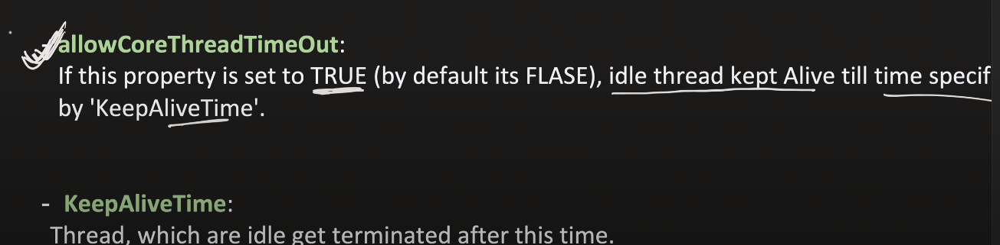 allowCoreThreadTimeOut:
If this property is set to TRUE (by default its FLASE), idle thread kept Alive till time specif
by 'KeepAliveTime'.
- KeepAliveTime:
Thread, which are idle get terminated after this time.